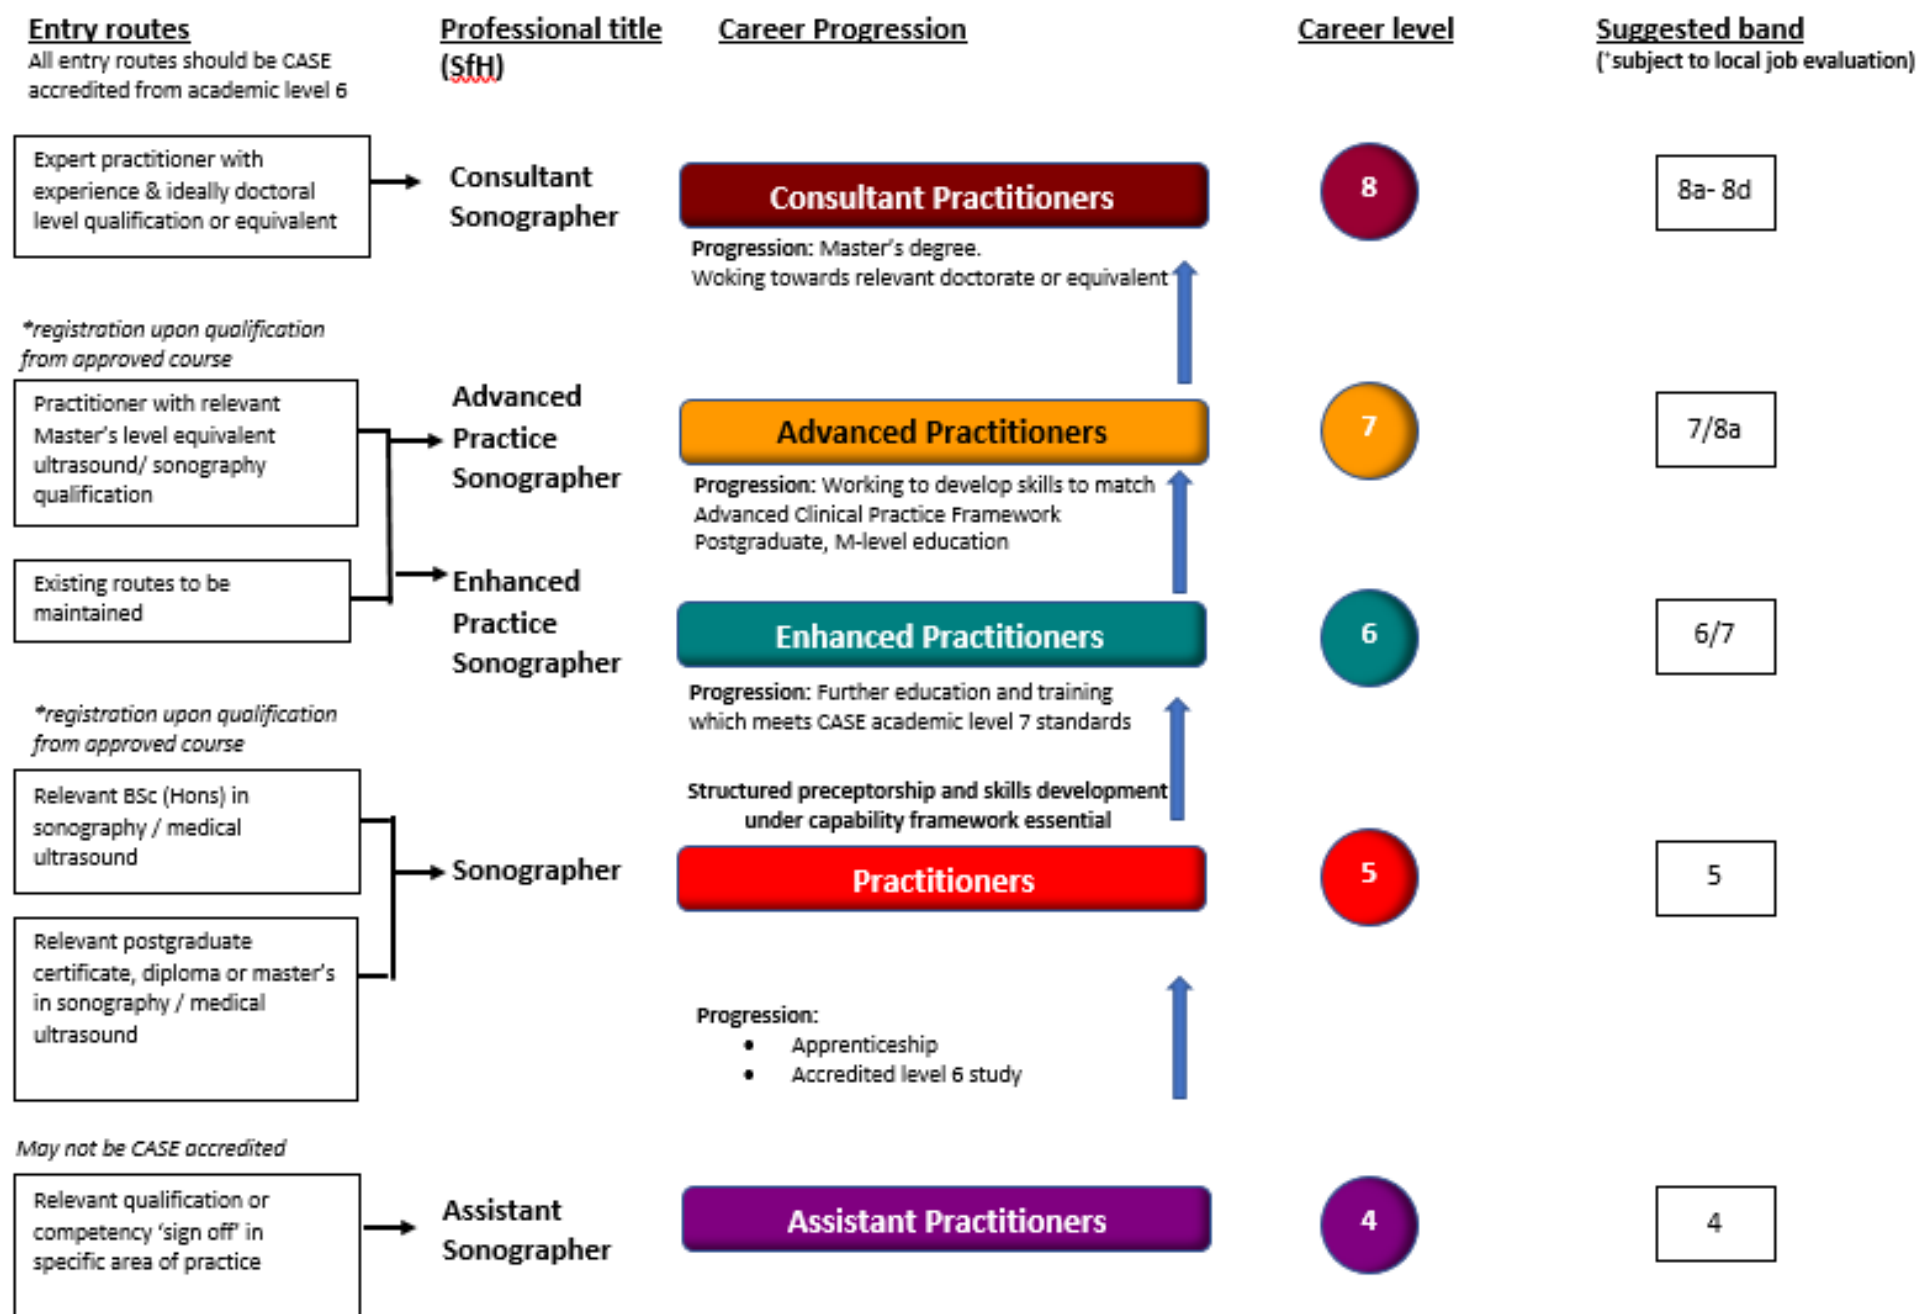 Entry routes
All entry routes should be CASE
accredited from academic level 6
Professional title
(SfH)
Career Progression
Career level
Suggested band
(*subject to local job evaluation)
Expert practitioner with
experience & ideally doctoral
level qualification or equivalent
Consultant
Sonographer
Consultant Practitioners
8
8a- 8d
Progression: Master's degree.
Woking towards relevant doctorate or equivalent
*registration upon qualification
from approved course
Practitioner with relevant
Master's level equivalent
ultrasound/ sonography
qualification
Advanced
Practice
Sonographer
Advanced Practitioners
7
7/8a
Progression: Working to develop skills to match
Advanced Clinical Practice Framework
Postgraduate, M-level education
Existing routes to be
maintained
Enhanced
Practice
Sonographer
Enhanced Practitioners
6
6/7
Progression: Further education and training
which meets CASE academic level 7 standards
*registration upon qualification
from approved course
Structured preceptorship and skills development
under capability framework essential
Relevant BSc (Hons) in
sonography / medical
ultrasound
Relevant postgraduate
certificate, diploma or master's
in sonography / medical
ultrasound
Sonographer
Practitioners
5
5
Progression:
• Apprenticeship
• Accredited level 6 study
May not be CASE accredited
Relevant qualification or
competency 'sign off' in
specific area of practice
Assistant
Sonographer
Assistant Practitioners
4
4